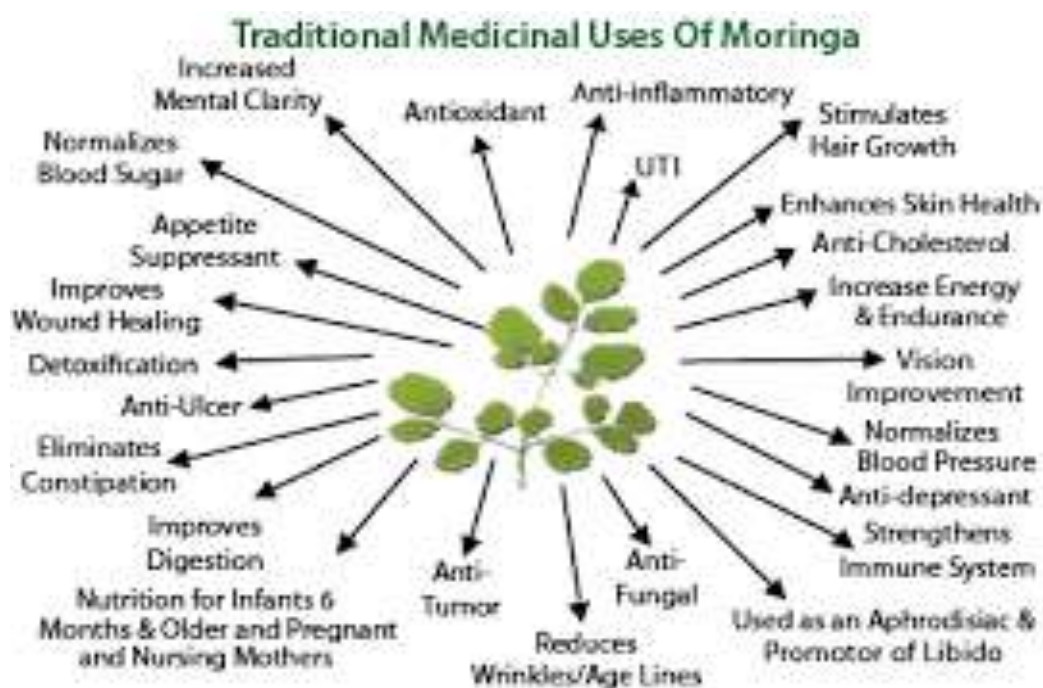 Traditional Medicinal Uses Of Moringa
Increased
Mental Clarity
Antioxidant
Anti-inflammatory
Stimulates
Hair Growth
Normalizes
Blood Sugar
UTI
Enhances Skin Health
Appetite
Suppressant
Anti-Cholesterol
Improves
Wound Healing
Increase Energy
& Endurance
Detoxification
Vision
Improvement
Anti-Ulcer
Normalizes
Blood Pressure
Eliminates
Constipation
Anti-depressant
Improves
Digestion
Strengthens
Immune System
Nutrition for Infants 6
Months & Older and Pregnant
and Nursing Mothers
Anti-
Tumor
Anti-
Fungal
Reduces
Wrinkles/Age Lines
Used as an Aphrodisiac &
Promotor of Libido